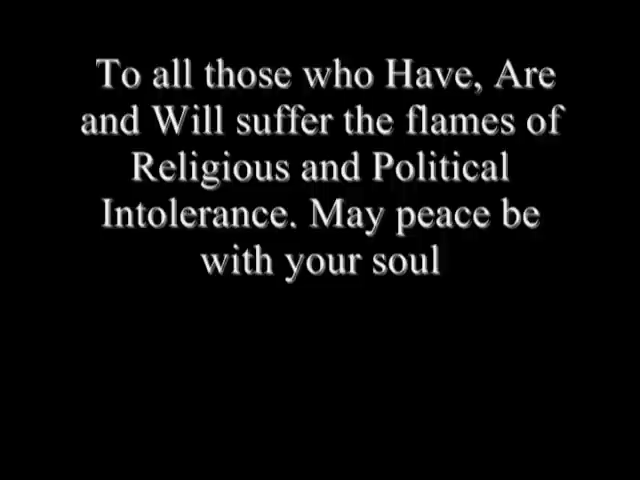 To all those who Have, Are
and Will suffer the flames of
Religious and Political
Intolerance. May peace be
with your soul